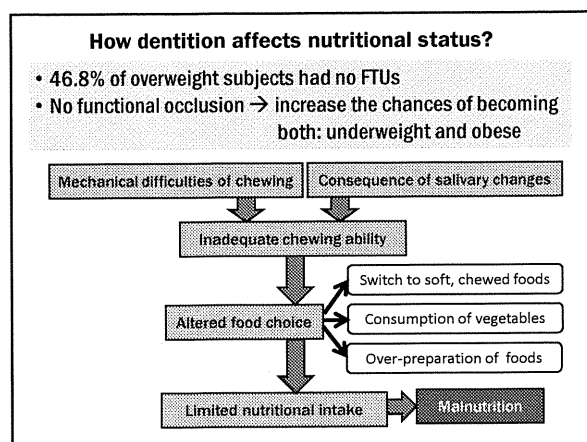 How dentition affects nutritional status?
• 46.8% of overweight subjects had no FTUs
• No functional occlusion → increase the chances of becoming
both: underweight and obese
Mechanical difficulties of chewing
Consequence of salivary changes
Inadequate chewing ability
Switch to soft, chewed foods
Altered food choice
Consumption of vegetables
Over-preparation of foods
Limited nutritional intake
Malnutrition